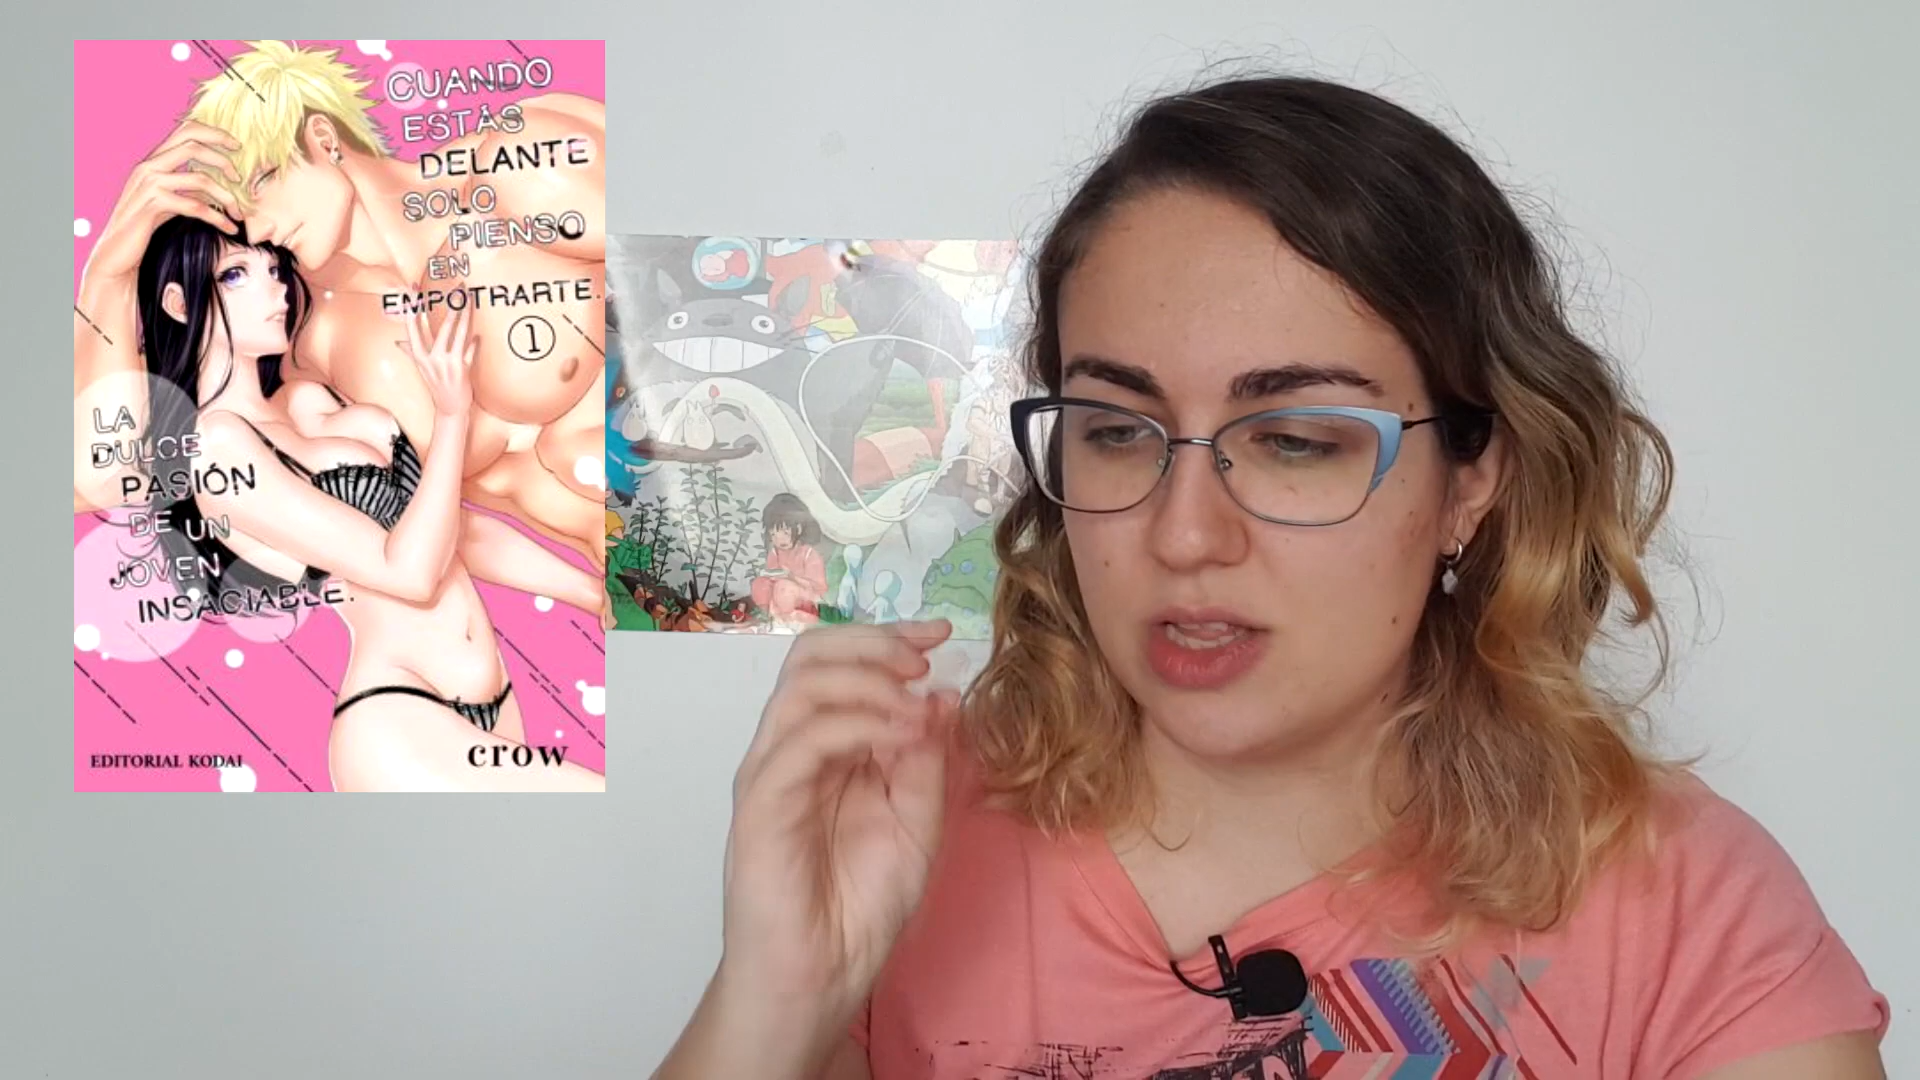 CUANDO
ESTÁS
DELANTE
SOLO
PIENSO
EN
EMPOTRARTE.
1
LA
DULCE
PASIÓN
DE UN
JOVEN
INSACIABLE.
EDITORIAL KODAI
crow